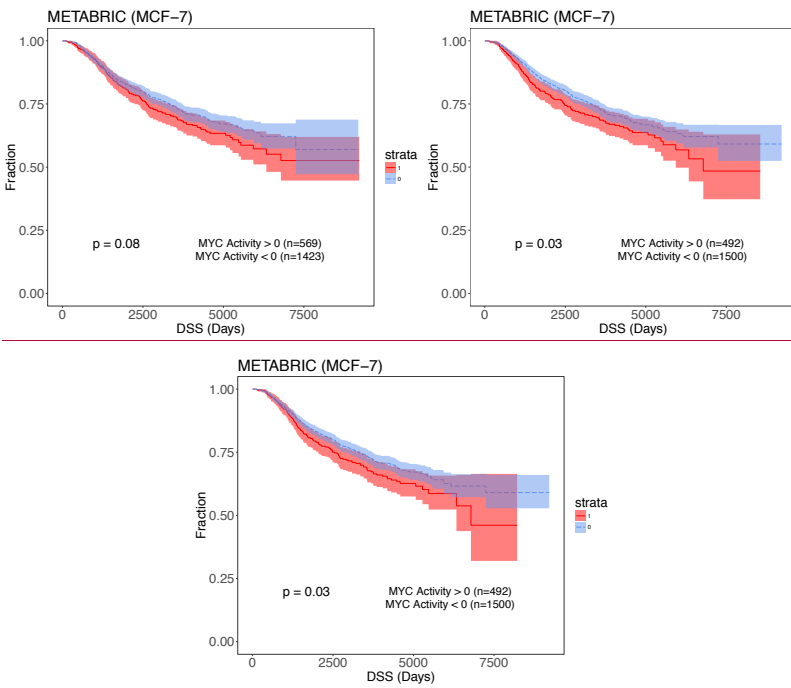 METABRIC (MCF−7)
1.00
0.75
0.50
0.25
0.00
Fraction
p = 0.08
MYC Activity > 0 (n=569)
MYC Activity < 0 (n=1423)
0 2500 5000 7500
DSS (Days)
strata
1
0
METABRIC (MCF−7)
1.00
0.75
0.50
0.25
0.00
Fraction
p = 0.03
MYC Activity > 0 (n=492)
MYC Activity < 0 (n=1500)
0 2500 5000 7500
DSS (Days)
METABRIC (MCF−7)
1.00
0.75
0.50
0.25
0.00
Fraction
p = 0.03
MYC Activity > 0 (n=492)
MYC Activity < 0 (n=1500)
0 2500 5000 7500
DSS (Days)
strata
1
0